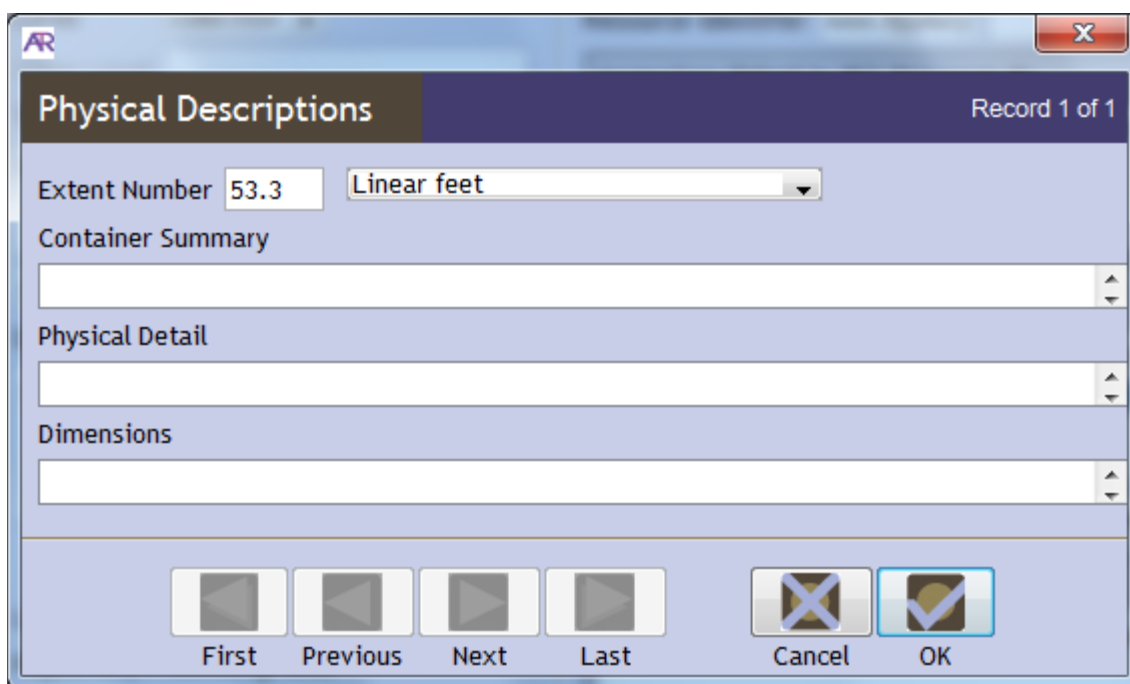 AR
Physical Descriptions Record 1 of 1
Extent Number 53.3 Linear feet
Container Summary
Physical Detail
Dimensions
First Previous Next Last Cancel OK